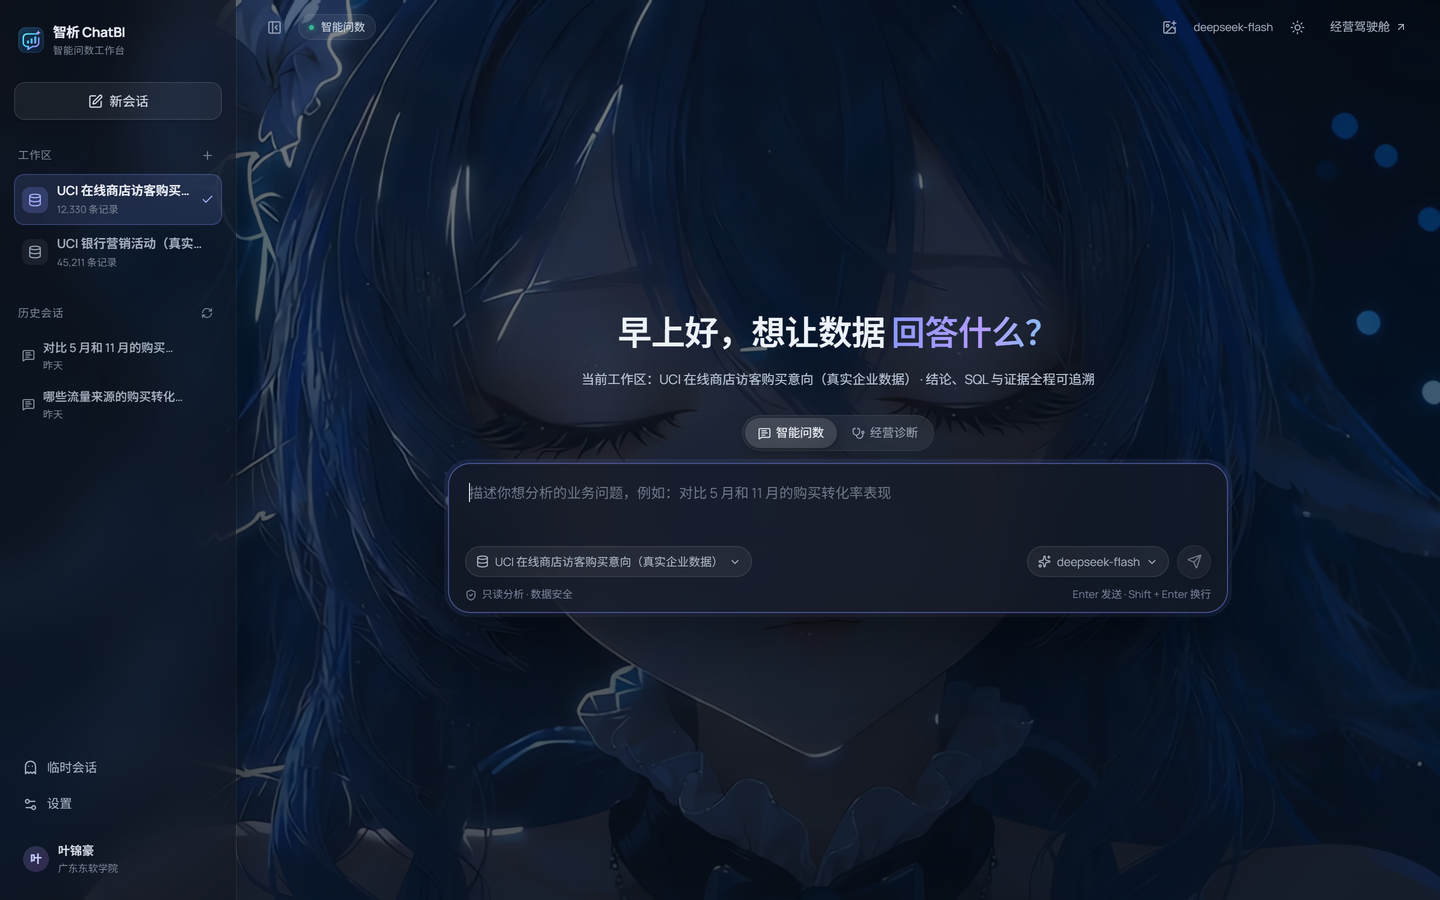 智析 ChatBI
智能问数工作台
新会话
工作区
UCI 在线商店访客购买...
12,330 条记录
UCI 银行营销活动（真实...
45,211 条记录
历史会话
对比 5 月和 11 月的购买...
昨天
哪些流量来源的购买转化...
昨天
临时会话
设置
叶
叶锦豪
广东东软学院
智能问数
deepseek-flash
经营驾驶舱
早上好，想让数据 回答什么？
当前工作区：UCI 在线商店访客购买意向（真实企业数据） · 结论、SQL 与证据全程可追溯
智能问数
经营诊断
描述你想分析的业务问题，例如：对比 5 月和 11 月的购买转化率表现
UCI 在线商店访客购买意向（真实企业数据）
deepseek-flash
只读分析 · 数据安全
Enter 发送 · Shift + Enter 换行